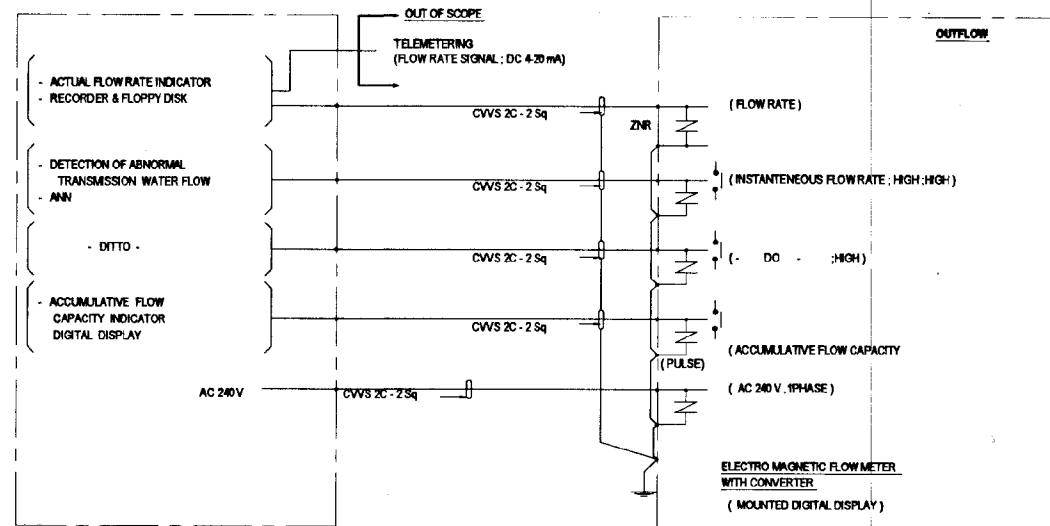 OUT OF SCOPE
OUTFLOW
TELEMETERING
(FLOW RATE SIGNAL ; DC 4-20 mA)
- ACTUAL FLOW RATE INDICATOR
- RECORDER & FLOPPY DISK
CVVS 2C - 2 Sq
( FLOW RATE )
ZNR
- DETECTION OF ABNORMAL
TRANSMISSION WATER FLOW
- ANN
CVVS 2C - 2 Sq
( INSTANTENEOUS FLOW RATE ; HIGH ;HIGH )
- DITTO -
CVVS 2C - 2 Sq
( - DO - ;HIGH )
- ACCUMULATIVE FLOW
CAPACITY INDICATOR
DIGITAL DISPLAY
CVVS 2C - 2 Sq
( ACCUMULATIVE FLOW CAPACITY
( PULSE)
AC 240 V
CVVS 2C - 2 Sq
( AC 240 V , 1PHASE )
ELECTRO MAGNETIC FLOW METER
WITH CONVERTER
( MOUNTED DIGITAL DISPLAY )